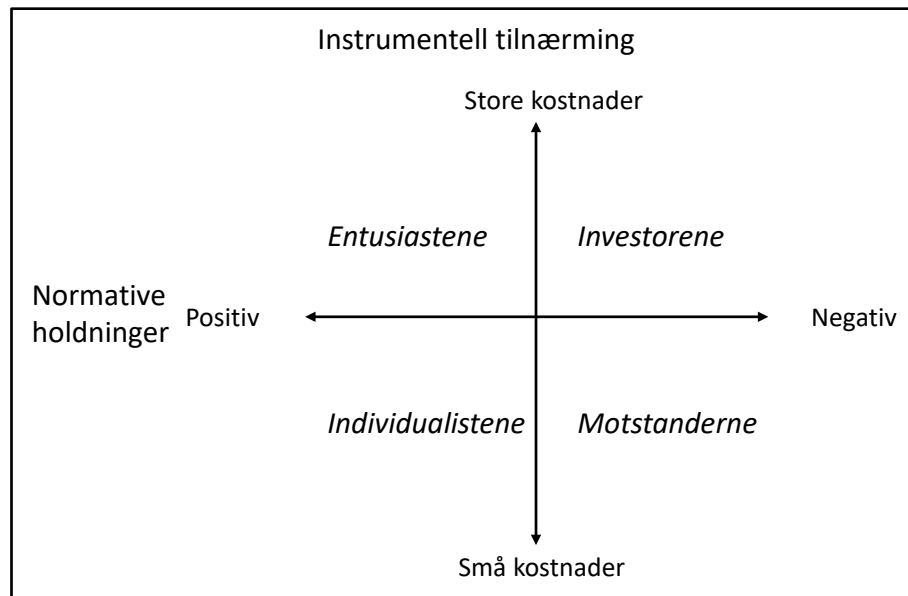 Instrumentell tilnærming
Store kostnader
Entusiastene
Investorene
Normative
holdninger
Positiv
Negativ
Individualistene
Motstanderne
Små kostnader